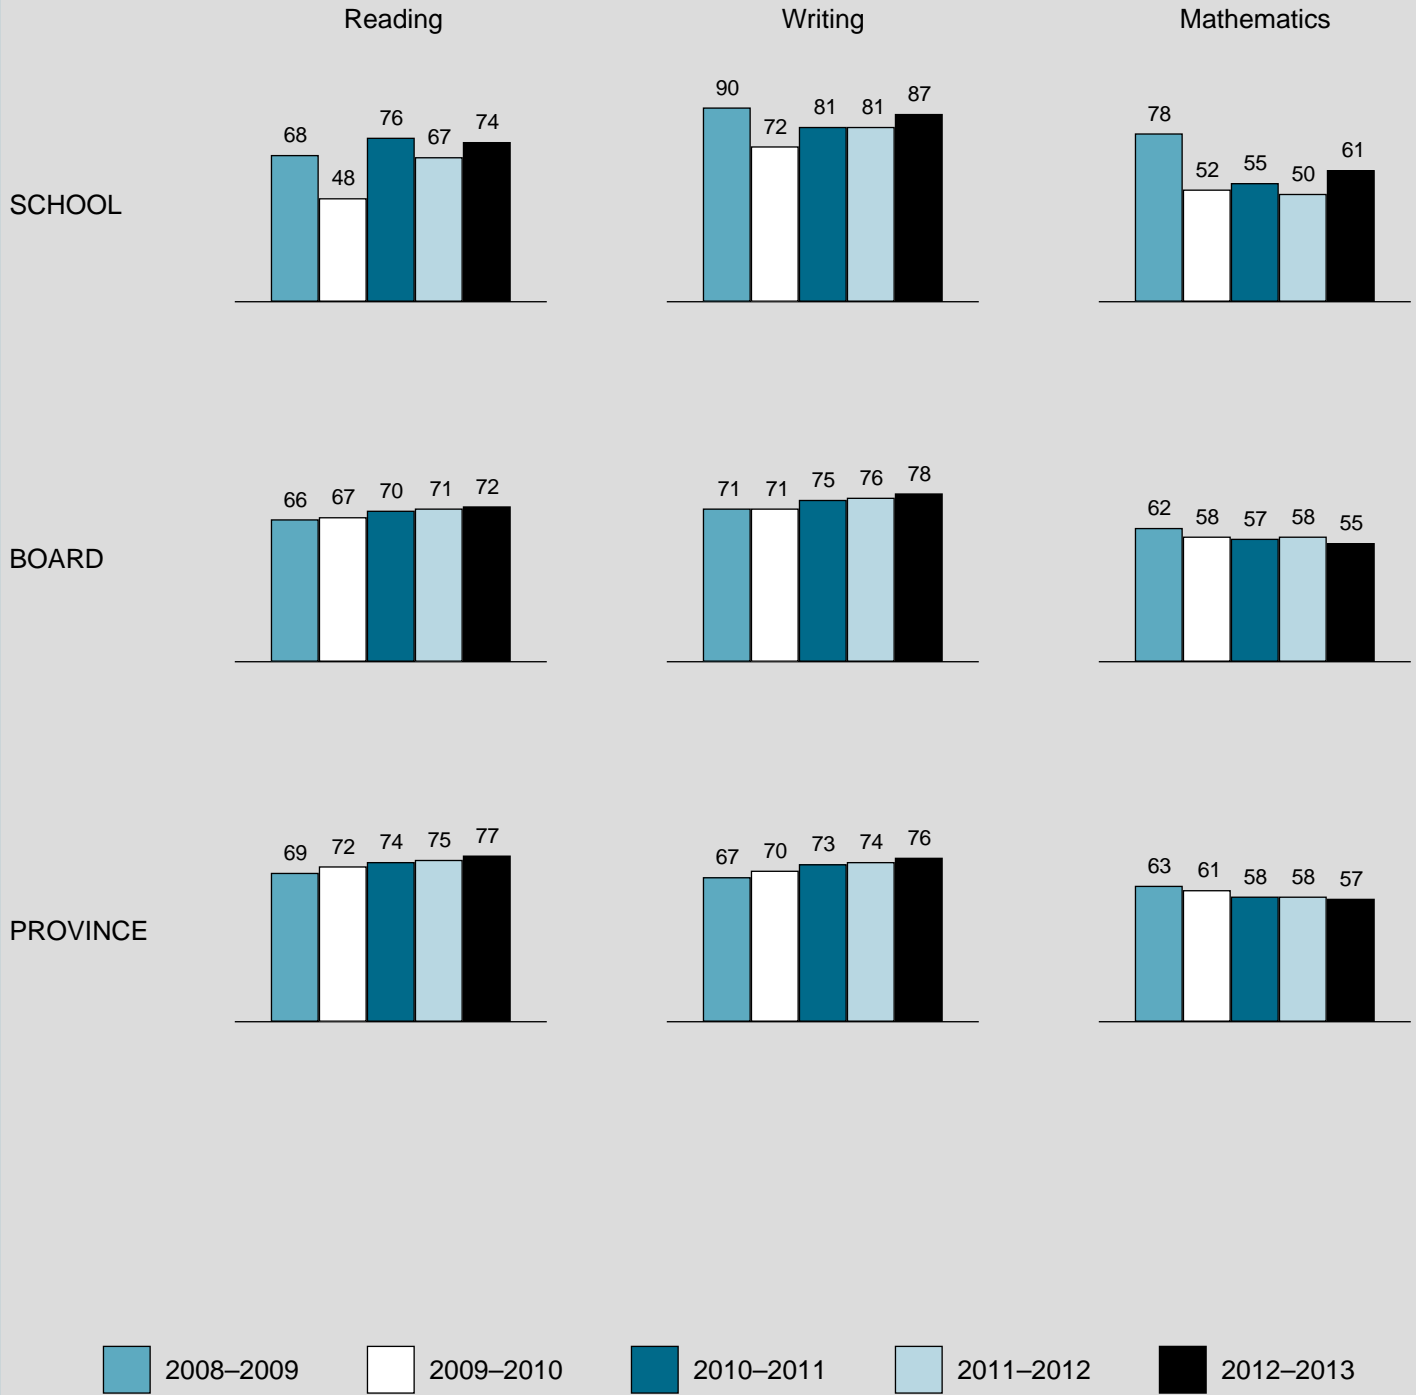 Reading Writing Mathematics
SCHOOL
68 48 76 67 74
90 72 81 81 87
78 52 55 50 61
BOARD
66 67 70 71 72
71 71 75 76 78
62 58 57 58 55
PROVINCE
69 72 74 75 77
67 70 73 74 76
63 61 58 58 57
2008–2009 2009–2010 2010–2011 2011–2012 2012–2013